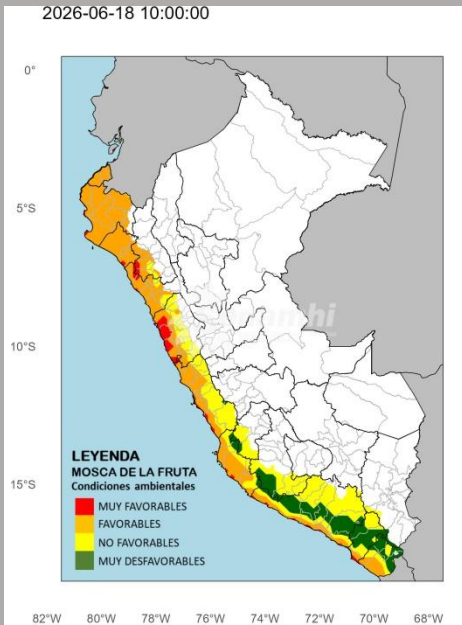 2026-06-18 10:00:00
0°
5°S
10°S
15°S
LEYENDA
MOSCA DE LA FRUTA
Condiciones ambientales
MUY FAVORABLES
FAVORABLES
NO FAVORABLES
MUY DESFAVORABLES
82°W 80°W 78°W 76°W 74°W 72°W 70°W 68°W